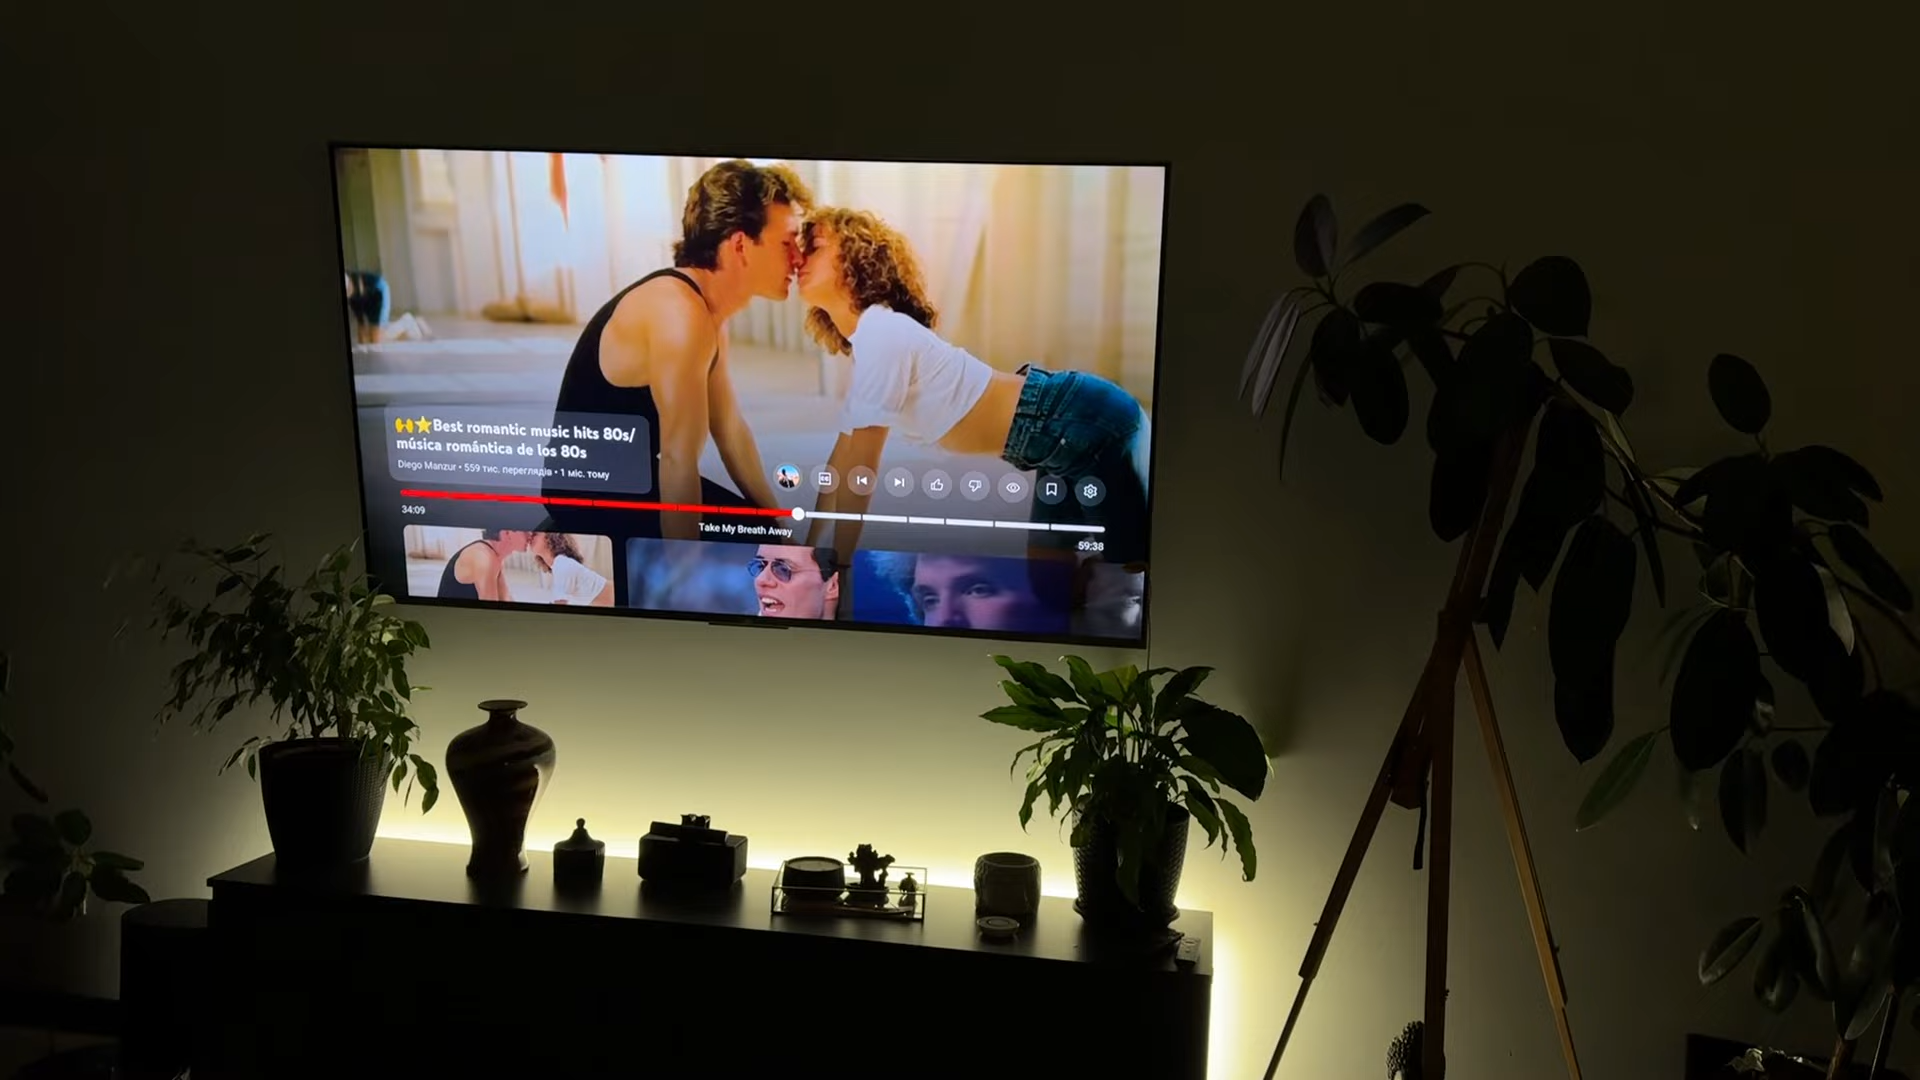 🙌⭐Best romantic music hits 80s/
música romántica de los 80s
Diego Manzur • 559 тис. переглядів • 1 міс. тому
34:09
Take My Breath Away
59:38